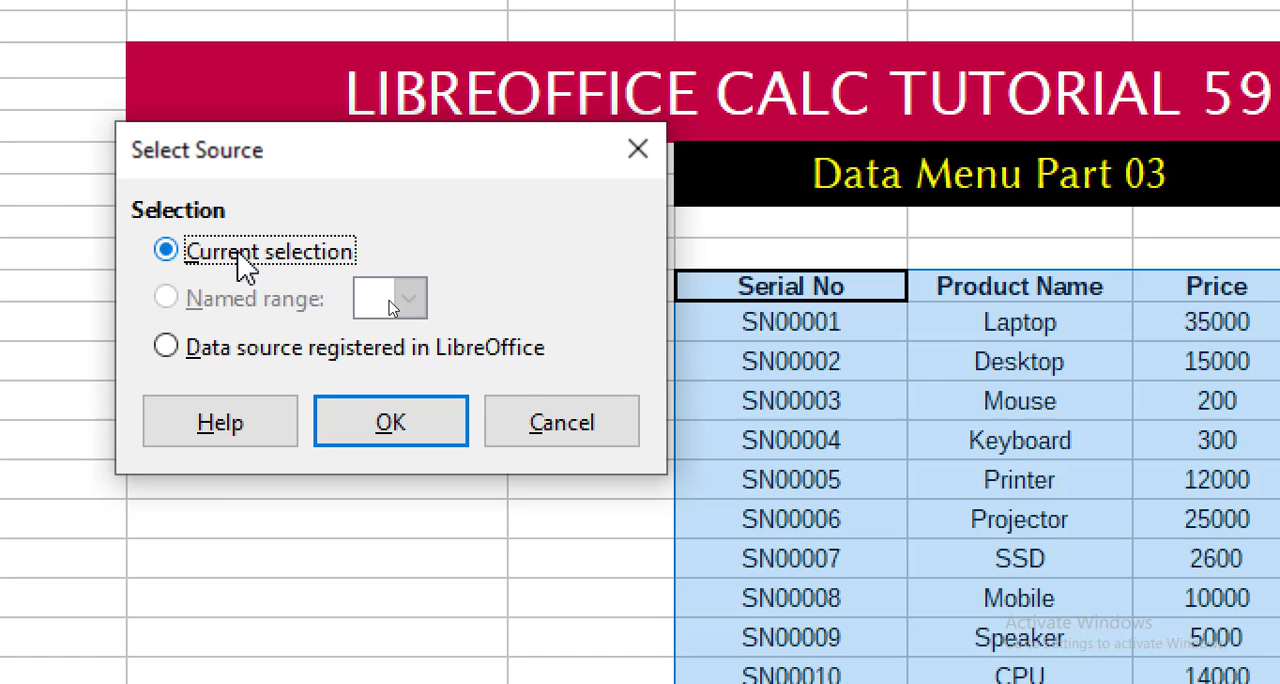 LIBREOFFICE CALC TUTORIAL 59
Data Menu Part 03
Select Source
Selection
Current selection
Named range:
Data source registered in LibreOffice
Help OK Cancel
Serial No Product Name Price
SN00001 Laptop 35000
SN00002 Desktop 15000
SN00003 Mouse 200
SN00004 Keyboard 300
SN00005 Printer 12000
SN00006 Projector 25000
SN00007 SSD 2600
SN00008 Mobile 10000
Activate Windows
SN00009 Speaker 5000
to activate
SN00010 CPU 14000